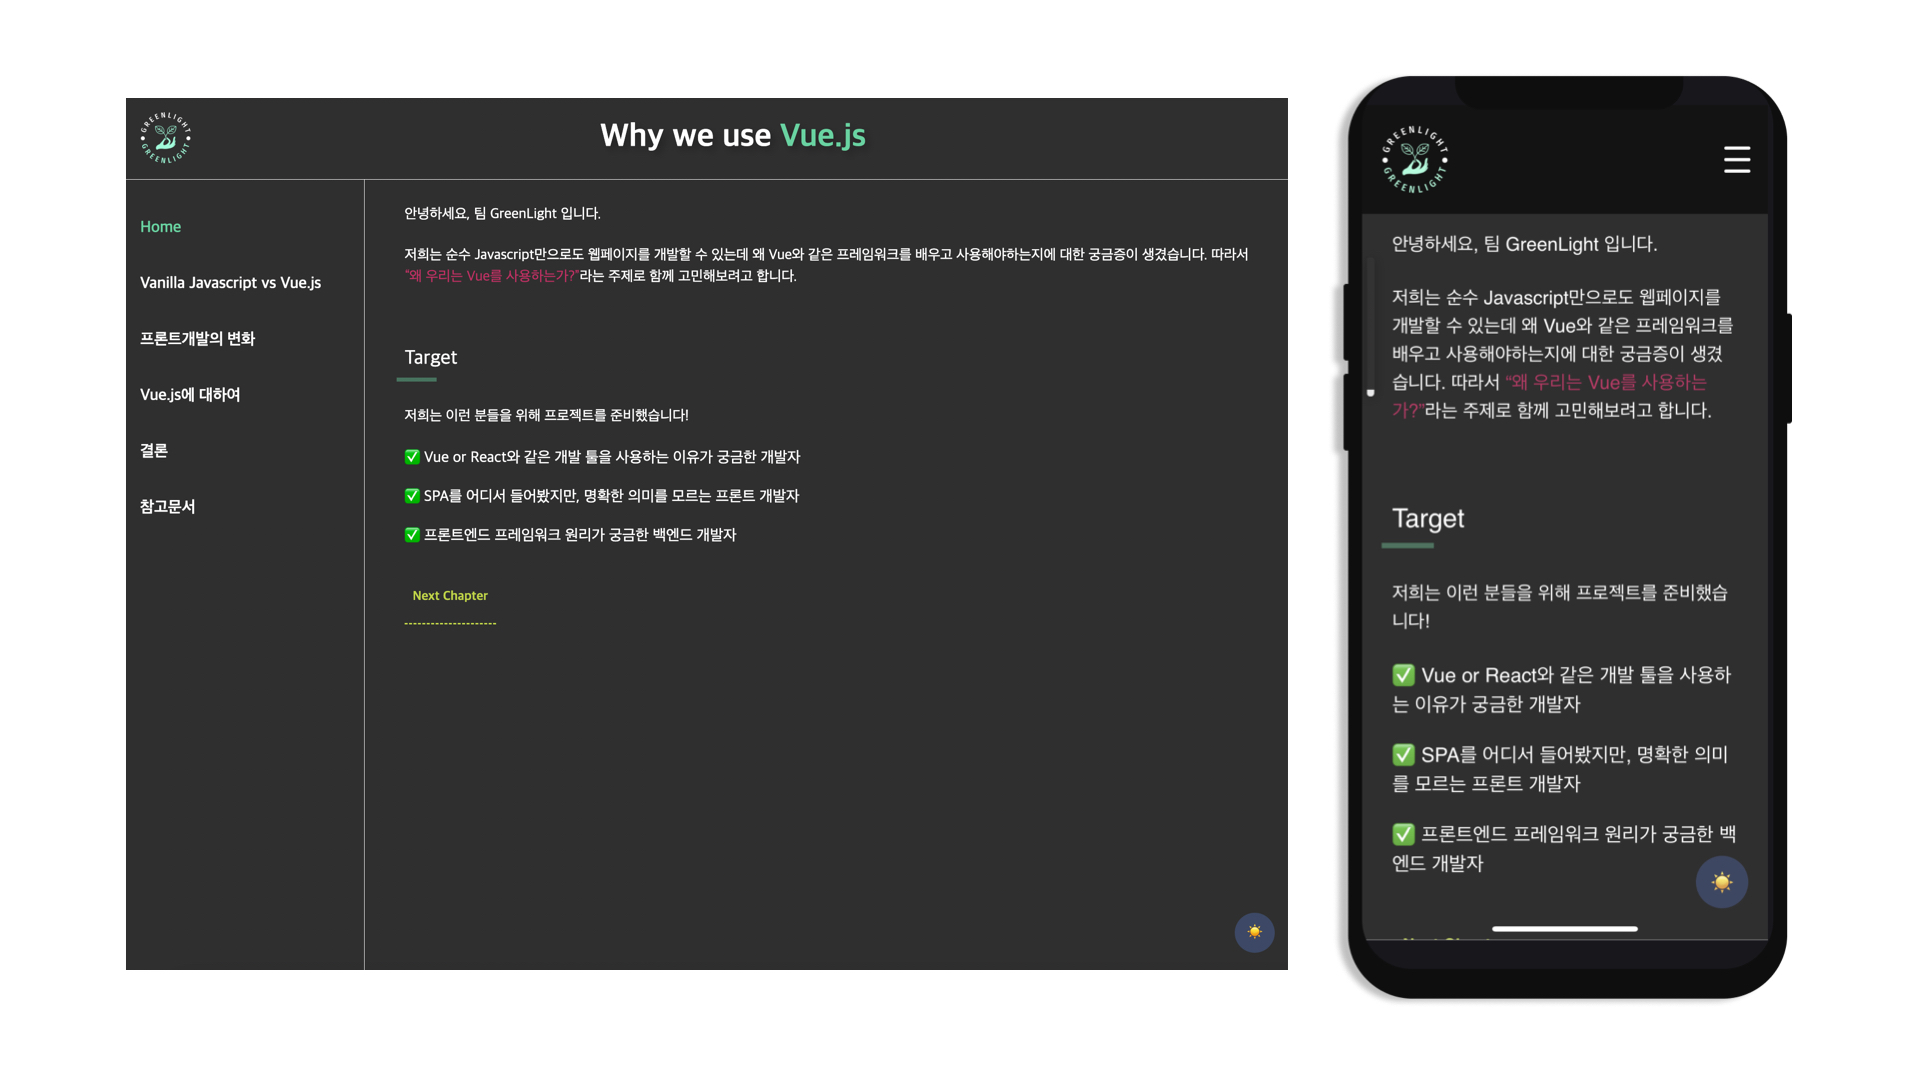 GREENLIGHT
GREENLIGHT
Why we use Vue.js
Home
Vanilla Javascript vs Vue.js
프론트개발의 변화
Vue.js에 대하여
결론
참고문서
안녕하세요, 팀 GreenLight 입니다.
저희는 순수 Javascript만으로도 웹페이지를 개발할 수 있는데 왜 Vue와 같은 프레임워크를 배우고 사용해야하는지에 대한 궁금증이 생겼습니다. 따라서
“왜 우리는 Vue를 사용하는가?”라는 주제로 함께 고민해보려고 합니다.
Target
저희는 이런 분들을 위해 프로젝트를 준비했습니다!
✅ Vue or React와 같은 개발 툴을 사용하는 이유가 궁금한 개발자
✅ SPA를 어디서 들어봤지만, 명확한 의미를 모르는 프론트 개발자
✅ 프론트엔드 프레임워크 원리가 궁금한 백엔드 개발자
Next Chapter
---------------------
GREENLIGHT
GREENLIGHT
안녕하세요, 팀 GreenLight 입니다.
저희는 순수 Javascript만으로도 웹페이지를
개발할 수 있는데 왜 Vue와 같은 프레임워크를
배우고 사용해야하는지에 대한 궁금증이 생겼
습니다. 따라서 “왜 우리는 Vue를 사용하는
가?”라는 주제로 함께 고민해보려고 합니다.
Target
저희는 이런 분들을 위해 프로젝트를 준비했습
니다!
✅ Vue or React와 같은 개발 툴을 사용하
는 이유가 궁금한 개발자
✅ SPA를 어디서 들어봤지만, 명확한 의미
를 모르는 프론트 개발자
✅ 프론트엔드 프레임워크 원리가 궁금한 백
엔드 개발자